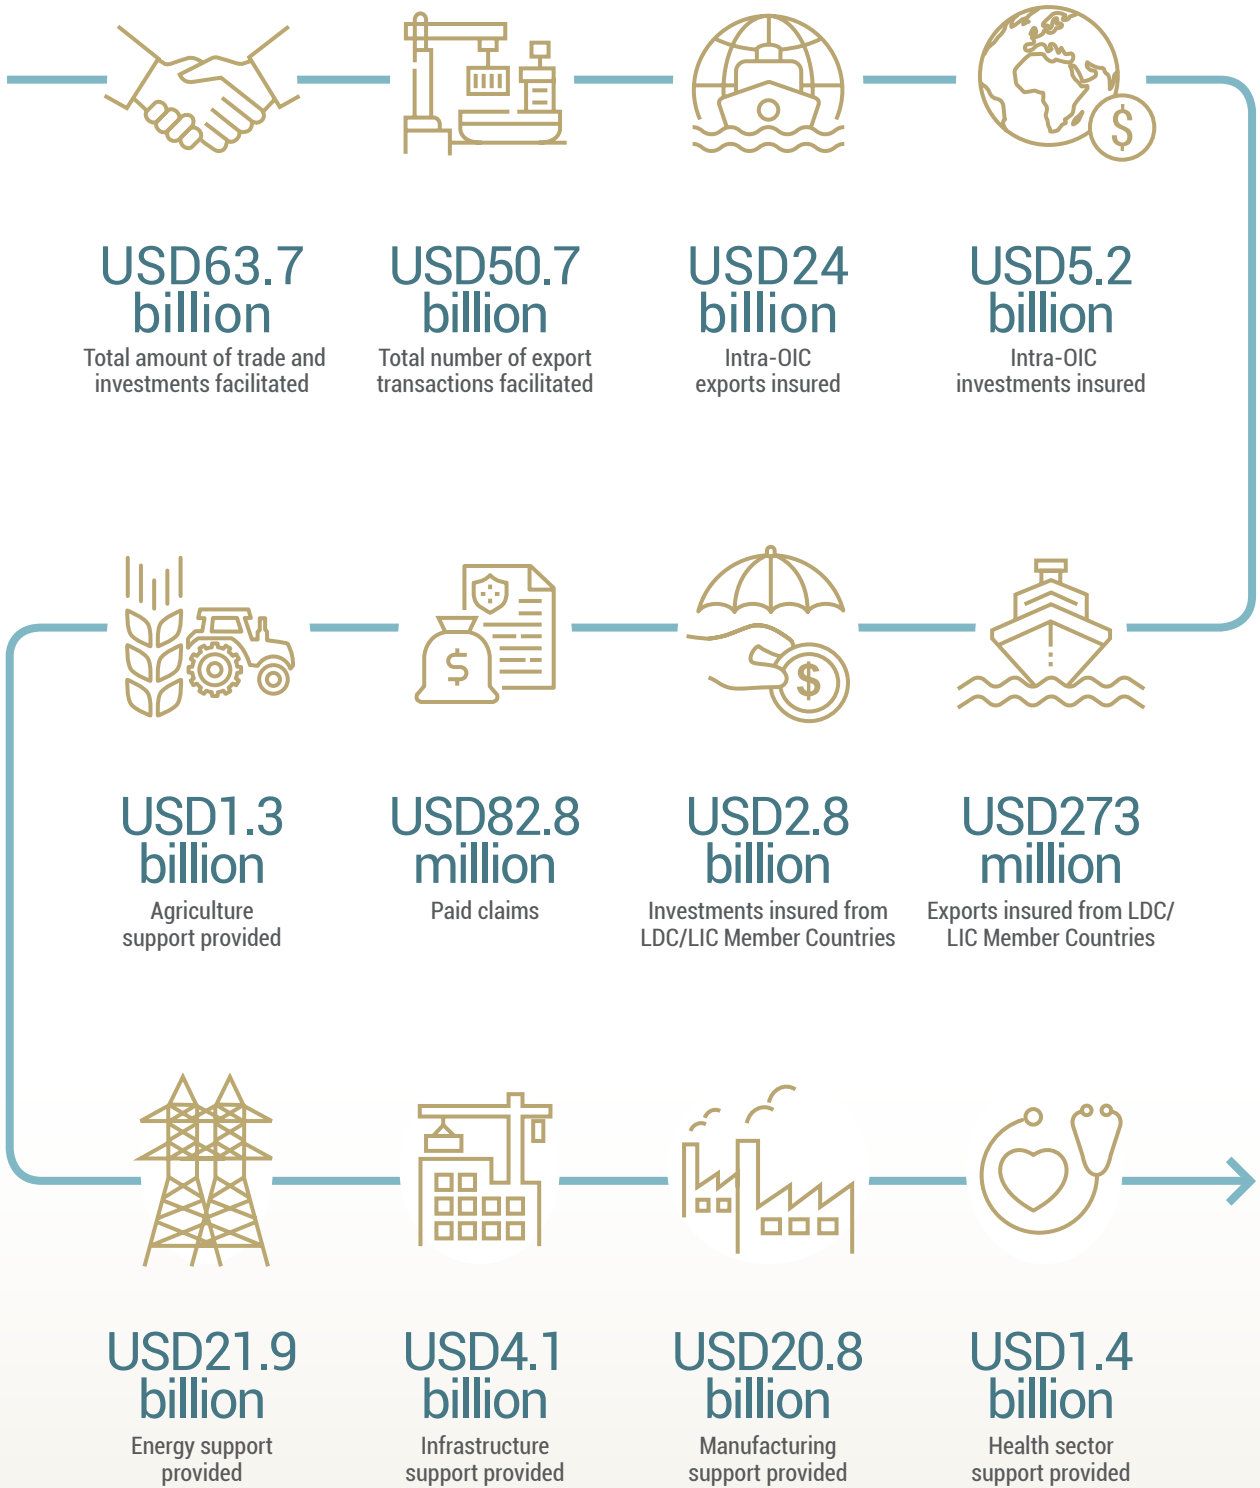 USD63.7
billion
Total amount of trade and
investments facilitated
USD50.7
billion
Total number of export
transactions facilitated
USD24
billion
Intra-OIC
exports insured
USD5.2
billion
Intra-OIC
investments insured
$
USD1.3
billion
Agriculture
support provided
$
USD82.8
million
Paid claims
$
USD2.8
billion
Investments insured from
LDC/LIC Member Countries
USD273
million
Exports insured from LDC/
LIC Member Countries
USD21.9
billion
Energy support
provided
USD4.1
billion
Infrastructure
support provided
USD20.8
billion
Manufacturing
support provided
USD1.4
billion
Health sector
support provided